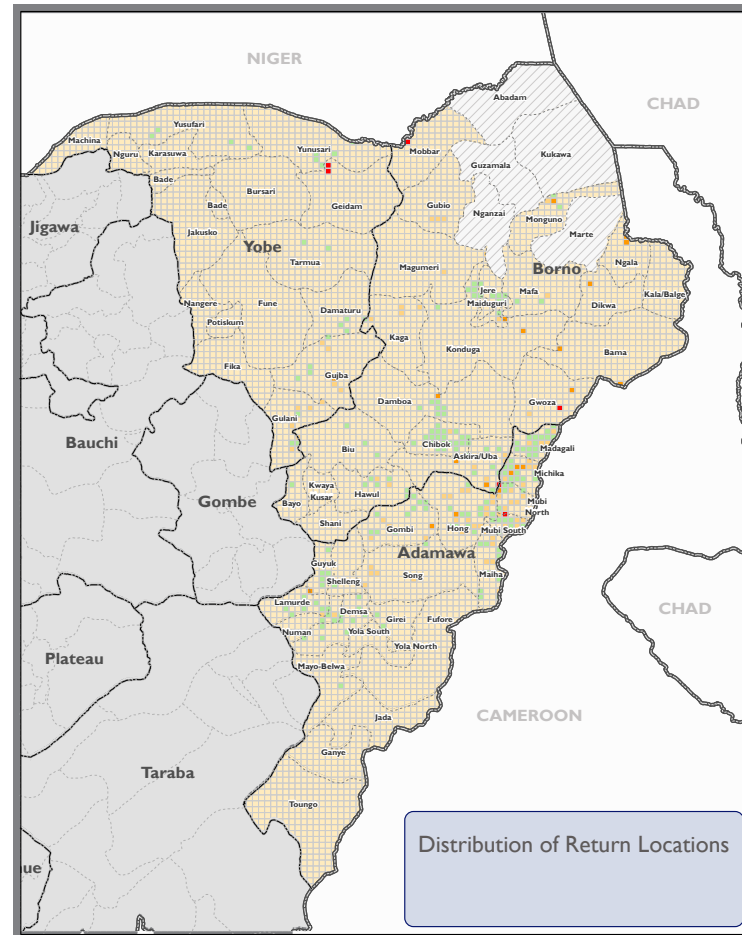 NIGER
CHAD
Abadam
Yusufari
Machina
Nguru
Karasuwa
Yunusari
Mobbar
Kukawa
Guzamala
Bade
Bursari
Geidam
Gubio
Nganzai
Monguno
Bade
Marte
Jigawa
Jakusko
Yobe
Tarmua
Magumeri
Borno
Ngala
Jere
Mafa
Maiduguri
Kala/Balge
Dikwa
Nangere
Fune
Damaturu
Potiskum
Kaga
Konduga
Bama
Fika
Gujba
Damboa
Gwoza
Gulani
Bauchi
Biu
Chibok
Askira/Uba
Madagali
Michika
Gombe
Kwaya
Kusar
Hawul
Bayo
Mubi
North
Shani
Gombi
Hong
Mubi South
Adamawa
Guyuk
Shelleng
Song
Maiha
Lamurde
Demsa
Girei
Fufore
CHAD
Numan
Yola South
Yola North
Plateau
Mayo-Belwa
Jada
CAMEROON
Ganye
Taraba
Toungo
Distribution of Return Locations
ue